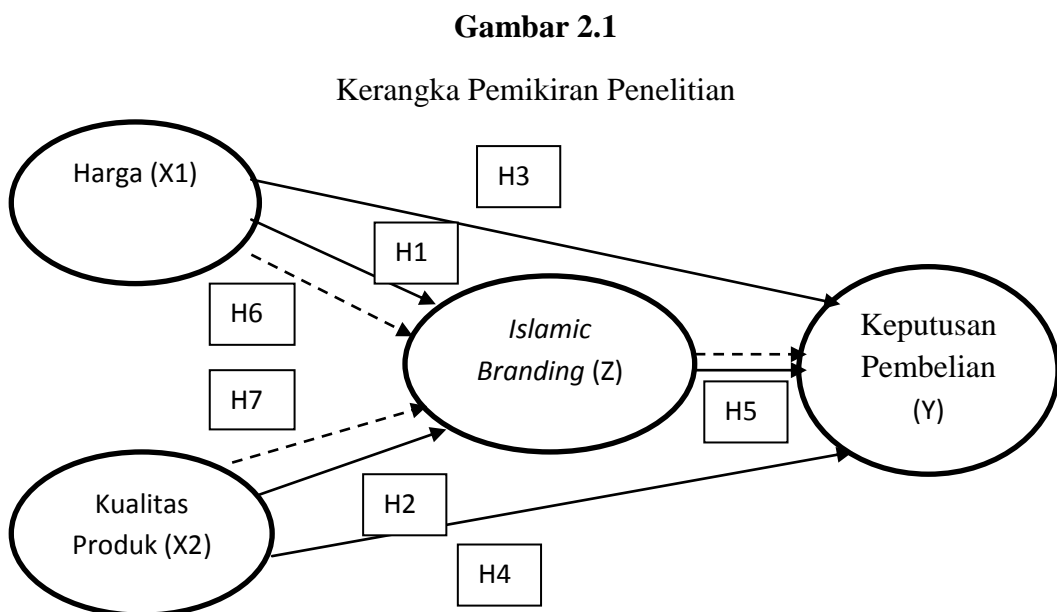 Gambar 2.1
Kerangka Pemikiran Penelitian
Harga (X1)
H3
H1
H6
Islamic
Branding (Z)
Keputusan
Pembelian
(Y)
H7
H5
Kualitas
Produk (X2)
H2
H4